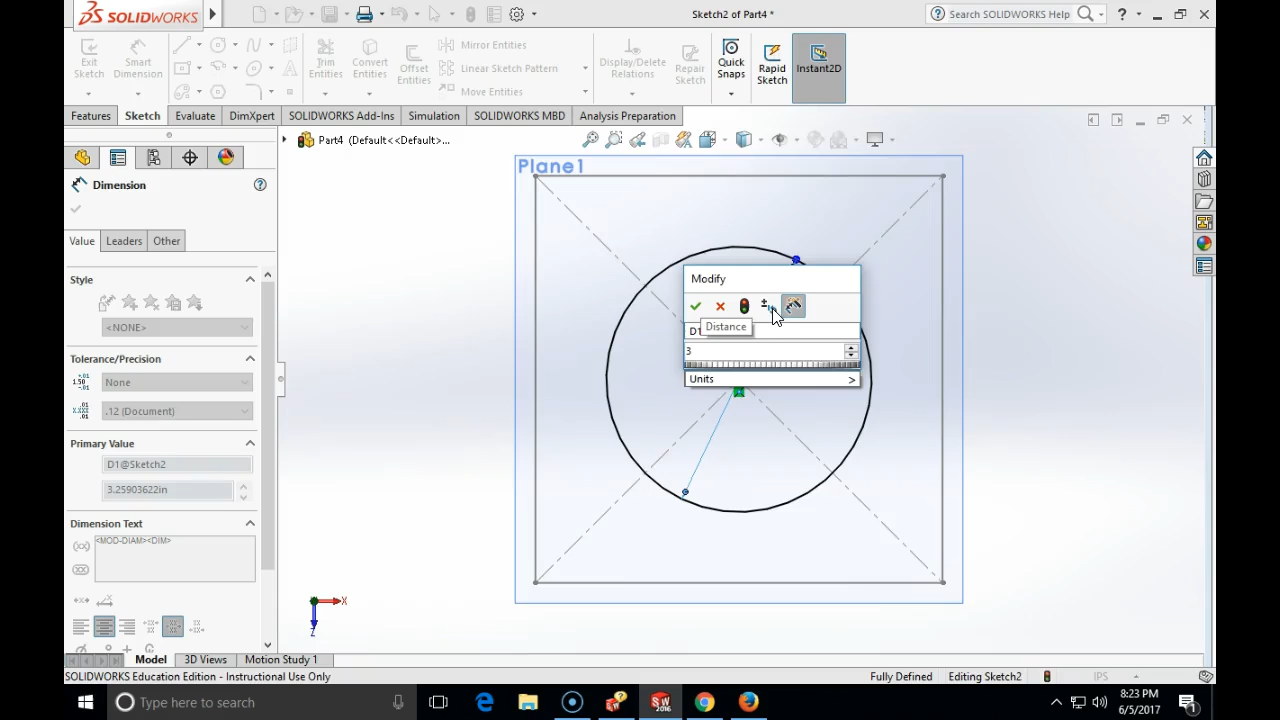 SOLIDWORKS
Sketch2 of Part4 *
Search SOLIDWORKS Help
?
Exit Sketch
Smart Dimension
Trim Entities
Convert Entities
Offset Entities
Mirror Entities
Linear Sketch Pattern
Move Entities
Display/Delete Relations
Repair Sketch
Quick Snaps
Rapid Sketch
Instant2D
Features
Sketch
Evaluate
DimXpert
SOLIDWORKS Add-Ins
Simulation
SOLIDWORKS MBD
Analysis Preparation
Part4 (Default<<Default>...
Dimension
?
Value
Leaders
Other
Style
<NONE>
Tolerance/Precision
None
.12 (Document)
Primary Value
D1@Sketch2
3.25903622in
Dimension Text
<MOD-DIAM><DIM>
Plane1
Modify
Distance
D1
3
Units >
X
Z
Model
3D Views
Motion Study 1
SOLIDWORKS Education Edition - Instructional Use Only
Fully Defined
Editing Sketch2
IPS
Type here to search
SW 2016
8:23 PM
6/5/2017
1